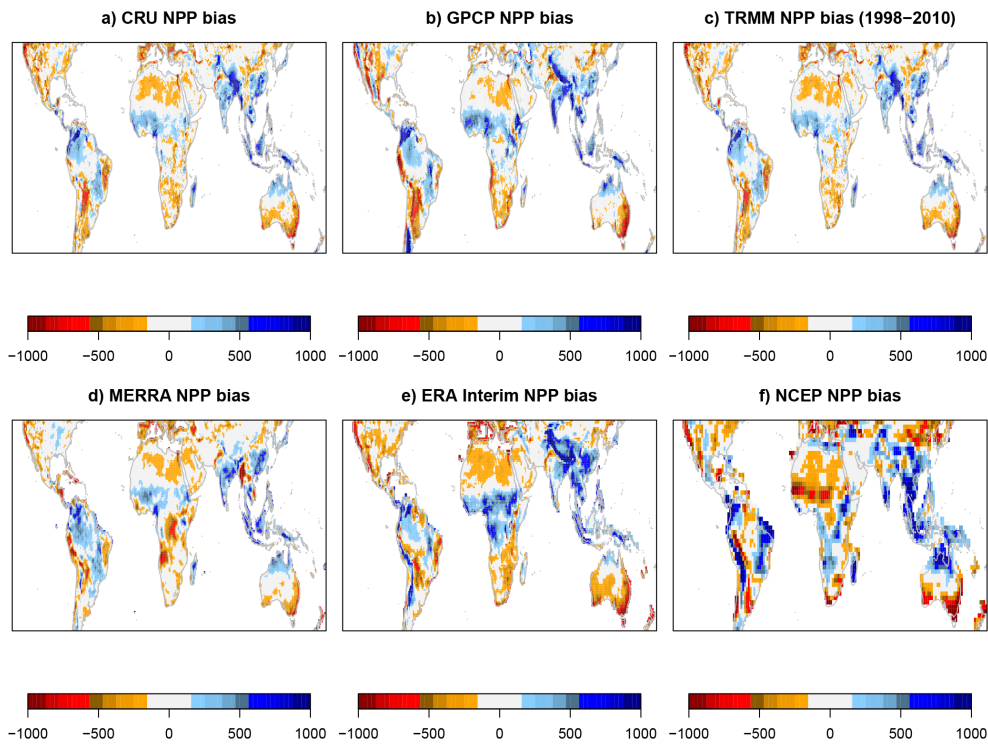 a) CRU NPP bias
b) GPCP NPP bias
c) TRMM NPP bias (1998−2010)
−1000 −500 0 500 1000
−1000 −500 0 500 1000
−1000 −500 0 500 1000
d) MERRA NPP bias
e) ERA Interim NPP bias
f) NCEP NPP bias
−1000 −500 0 500 1000
−1000 −500 0 500 1000
−1000 −500 0 500 1000